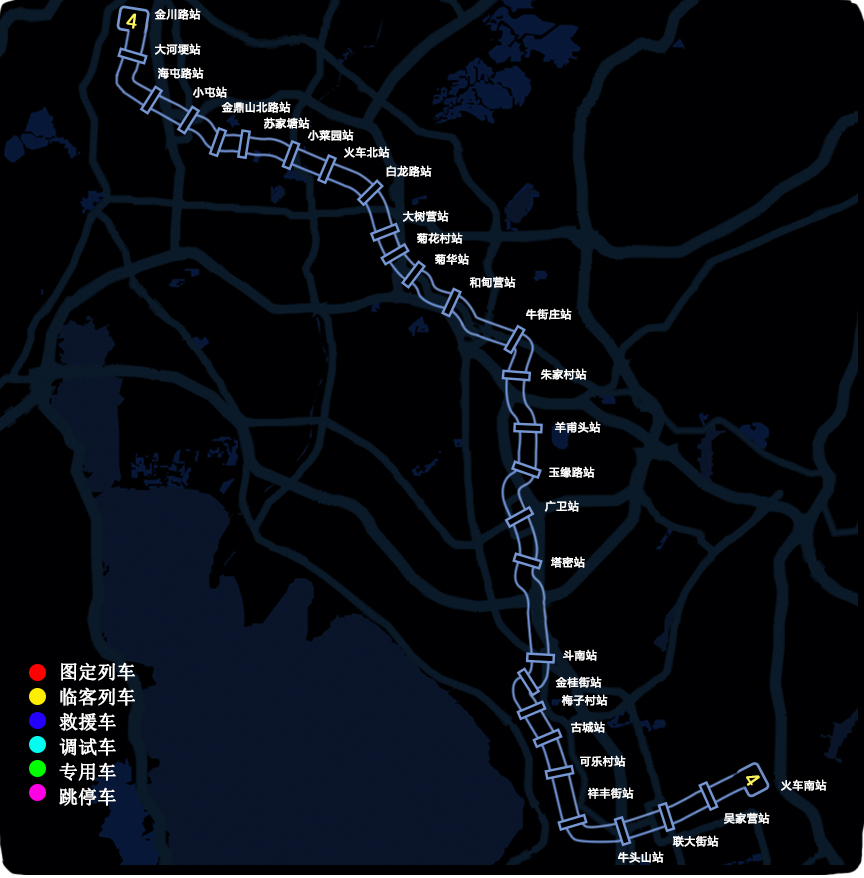 4
金川路站
大河埂站
海屯路站
小屯站
金鼎山北路站
苏家塘站
小菜园站
火车北站
白龙路站
大树营站
菊花村站
菊华站
和甸营站
牛街庄站
朱家村站
羊甫头站
玉缘路站
广卫站
塔密站
斗南站
金桂街站
梅子村站
古城站
可乐村站
祥丰街站
牛头山站
联大街站
吴家营站
火车南站
4
图定列车
临客列车
救援车
调试车
专用车
跳停车